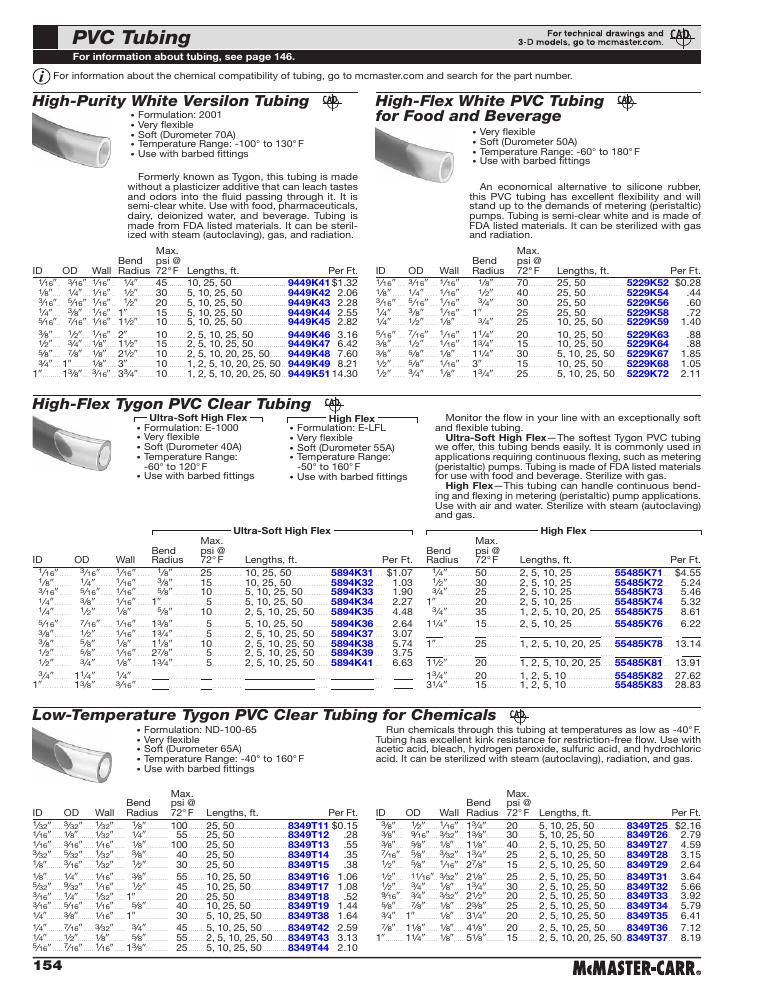 PVC Tubing
For technical drawings and
3-D models, go to mcmaster.com.
CAD
For information about tubing, see page 146.
i For information about the chemical compatibility of tubing, go to mcmaster.com and search for the part number.
High-Purity White Versilon Tubing CAD
• Formulation: 2001
• Very flexible
• Soft (Durometer 70A)
• Temperature Range: -100° to 130° F
• Use with barbed fittings
Formerly known as Tygon, this tubing is made
without a plasticizer additive that can leach tastes
and odors into the fluid passing through it. It is
semi-clear white. Use with food, pharmaceuticals,
dairy, deionized water, and beverage. Tubing is
made from FDA listed materials. It can be steril-
ized with steam (autoclaving), gas, and radiation.
Max.
Bend psi @
ID OD Wall Radius 72° F Lengths, ft. Per Ft.
1/16" 3/16" 1/16" 1/4" 45 10, 25, 50 9449K41 $1.32
1/8" 1/4" 1/16" 1/2" 30 5, 10, 25, 50 9449K42 2.06
3/16" 5/16" 1/16" 1/2" 20 5, 10, 25, 50 9449K43 2.28
1/4" 3/8" 1/16" 1" 15 5, 10, 25, 50 9449K44 2.55
5/16" 7/16" 1/16" 1 1/2" 10 5, 10, 25, 50 9449K45 2.82
3/8" 1/2" 1/16" 2" 10 2, 5, 10, 25, 50 9449K46 3.16
1/2" 3/4" 1/8" 1 1/2" 15 2, 5, 10, 25, 50 9449K47 6.42
5/8" 7/8" 1/8" 2 1/2" 10 2, 5, 10, 20, 25, 50 9449K48 7.60
3/4" 1" 1/8" 3" 10 1, 2, 5, 10, 20, 25, 50 9449K49 8.21
1" 1 3/8" 3/16" 3 3/4" 10 1, 2, 5, 10, 20, 25, 50 9449K51 14.30
High-Flex White PVC Tubing CAD
for Food and Beverage
• Very flexible
• Soft (Durometer 50A)
• Temperature Range: -60° to 180° F
• Use with barbed fittings
An economical alternative to silicone rubber,
this PVC tubing has excellent flexibility and will
stand up to the demands of metering (peristaltic)
pumps. Tubing is semi-clear white and is made of
FDA listed materials. It can be sterilized with gas
and radiation.
Max.
Bend psi @
ID OD Wall Radius 72° F Lengths, ft. Per Ft.
1/16" 3/16" 1/16" 1/8" 70 25, 50 5229K52 $0.28
1/8" 1/4" 1/16" 1/2" 40 25, 50 5229K54 .44
3/16" 5/16" 1/16" 3/4" 30 25, 50 5229K56 .60
1/4" 3/8" 1/16" 1" 25 25, 50 5229K58 .72
1/4" 1/2" 1/8" 3/4" 25 10, 25, 50 5229K59 1.40
5/16" 7/16" 1/16" 1 1/4" 20 10, 25, 50 5229K63 .88
3/8" 1/2" 1/16" 1 3/4" 15 10, 25, 50 5229K64 .88
3/8" 5/8" 1/8" 1 1/4" 30 5, 10, 25, 50 5229K67 1.85
1/2" 5/8" 1/16" 3" 15 10, 25, 50 5229K68 1.05
1/2" 3/4" 1/8" 1 3/4" 25 5, 10, 25, 50 5229K72 2.11
High-Flex Tygon PVC Clear Tubing CAD
Ultra-Soft High Flex
• Formulation: E-1000
• Very flexible
• Soft (Durometer 40A)
• Temperature Range:
-60° to 120° F
• Use with barbed fittings
High Flex
• Formulation: E-LFL
• Very flexible
• Soft (Durometer 55A)
• Temperature Range:
-50° to 160° F
• Use with barbed fittings
Monitor the flow in your line with an exceptionally soft
and flexible tubing.
Ultra-Soft High Flex—The softest Tygon PVC tubing
we offer, this tubing bends easily. It is commonly used in
applications requiring continuous flexing, such as metering
(peristaltic) pumps. Tubing is made of FDA listed materials
for use with food and beverage. Sterilize with gas.
High Flex—This tubing can handle continuous bend-
ing and flexing in metering (peristaltic) pump applications.
Use with air and water. Sterilize with steam (autoclaving)
and gas.
Ultra-Soft High Flex High Flex
Max. Max.
Bend psi @ Bend psi @
ID OD Wall Radius 72° F Lengths, ft. Per Ft. Radius 72° F Lengths, ft. Per Ft.
1/16" 3/16" 1/16" 1/8" 25 10, 25, 50 5894K31 $1.07 1/4" 50 2, 5, 10, 25 55485K71 $4.55
1/8" 1/4" 1/16" 3/8" 15 10, 25, 50 5894K32 1.03 1/2" 30 2, 5, 10, 25 55485K72 5.24
3/16" 5/16" 1/16" 5/8" 10 5, 10, 25, 50 5894K33 1.90 3/4" 25 2, 5, 10, 25 55485K73 5.46
1/4" 3/8" 1/16" 1" 5 5, 10, 25, 50 5894K34 2.27 1" 20 2, 5, 10, 25 55485K74 5.32
1/4" 1/2" 1/8" 5/8" 10 2, 5, 10, 25, 50 5894K35 4.48 3/4" 35 1, 2, 5, 10, 20, 25 55485K75 8.61
5/16" 7/16" 1/16" 1 3/8" 5 5, 10, 25, 50 5894K36 2.64 1 1/4" 15 2, 5, 10, 25 55485K76 6.22
3/8" 1/2" 1/16" 1 3/4" 5 2, 5, 10, 25, 50 5894K37 3.07 — — — —
3/8" 5/8" 1/8" 1 1/8" 5 2, 5, 10, 25, 50 5894K38 5.74 1" 25 1, 2, 5, 10, 20, 25 55485K78 13.14
1/2" 5/8" 1/16" 2 7/8" 5 2, 5, 10, 25, 50 5894K39 3.75 — — — —
1/2" 3/4" 1/8" 1 3/4" 5 2, 5, 10, 25, 50 5894K41 6.63 1 1/2" 20 1, 2, 5, 10, 20, 25 55485K81 13.91
3/4" 1 1/4" 1/4" — — — — 1 3/4" 20 1, 2, 5, 10 55485K82 27.62
1" 1 3/8" 3/16" — — — — 3 1/4" 15 1, 2, 5, 10 55485K83 28.83
Low-Temperature Tygon PVC Clear Tubing for Chemicals CAD
• Formulation: ND-100-65
• Very flexible
• Soft (Durometer 65A)
• Temperature Range: -40° to 160° F
• Use with barbed fittings
Run chemicals through this tubing at temperatures as low as -40° F.
Tubing has excellent kink resistance for restriction-free flow. Use with
acetic acid, bleach, hydrogen peroxide, sulfuric acid, and hydrochloric
acid. It can be sterilized with steam (autoclaving), radiation, and gas.
Max.
Bend psi @
ID OD Wall Radius 72° F Lengths, ft. Per Ft.
1/32" 3/32" 1/32" 1/8" 100 25, 50 8349T11 $0.15
1/16" 1/8" 1/32" 1/4" 55 25, 50 8349T12 .28
1/16" 3/16" 1/16" 1/8" 100 25, 50 8349T13 .55
3/32" 5/32" 1/32" 3/8" 40 25, 50 8349T14 .35
1/8" 3/16" 1/32" 1/2" 30 25, 50 8349T15 .38
1/8" 1/4" 1/16" 3/8" 55 10, 25, 50 8349T16 1.06
5/32" 9/32" 1/16" 1/2" 45 10, 25, 50 8349T17 1.08
3/16" 1/4" 1/32" 1" 20 25, 50 8349T18 .52
3/16" 5/16" 1/16" 5/8" 40 10, 25, 50 8349T19 1.44
1/4" 3/8" 1/16" 1" 30 5, 10, 25, 50 8349T38 1.64
1/4" 7/16" 3/32" 3/4" 45 5, 10, 25, 50 8349T42 2.59
1/4" 1/2" 1/8" 5/8" 55 2, 5, 10, 25, 50 8349T43 3.13
5/16" 7/16" 1/16" 1 3/8" 25 5, 10, 25, 50 8349T44 2.10
Max.
Bend psi @
ID OD Wall Radius 72° F Lengths, ft. Per Ft.
3/8" 1/2" 1/16" 1 3/4" 20 5, 10, 25, 50 8349T25 $2.16
3/8" 9/16" 3/32" 1 1/4" 30 5, 10, 25, 50 8349T26 2.79
3/8" 5/8" 1/8" 1 1/8" 40 2, 5, 10, 25, 50 8349T27 4.59
7/16" 5/8" 3/32" 1 3/4" 25 2, 5, 10, 25, 50 8349T28 3.15
1/2" 5/8" 1/16" 2 7/8" 15 2, 5, 10, 25, 50 8349T29 2.64
1/2" 11/16" 3/32" 2 1/8" 25 2, 5, 10, 25, 50 8349T31 3.64
1/2" 3/4" 1/8" 1 3/4" 30 2, 5, 10, 25, 50 8349T32 5.66
9/16" 3/4" 3/32" 2 1/2" 20 2, 5, 10, 25, 50 8349T33 3.92
5/8" 7/8" 1/8" 2 3/8" 25 2, 5, 10, 25, 50 8349T34 5.79
3/4" 1" 1/8" 3 1/4" 20 2, 5, 10, 25, 50 8349T35 6.41
7/8" 1 1/8" 1/8" 4 1/8" 20 2, 5, 10, 25, 50 8349T36 7.12
1" 1 1/4" 1/8" 5 1/8" 15 2, 5, 10, 20, 25, 50 8349T37 8.19
154
McMASTER-CARR®